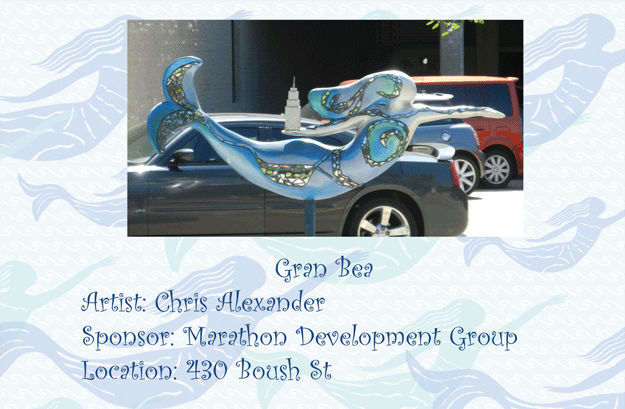 Gran Bea
Artist: Chris Alexander
Sponsor: Marathon Development Group
Location: 430 Boush St